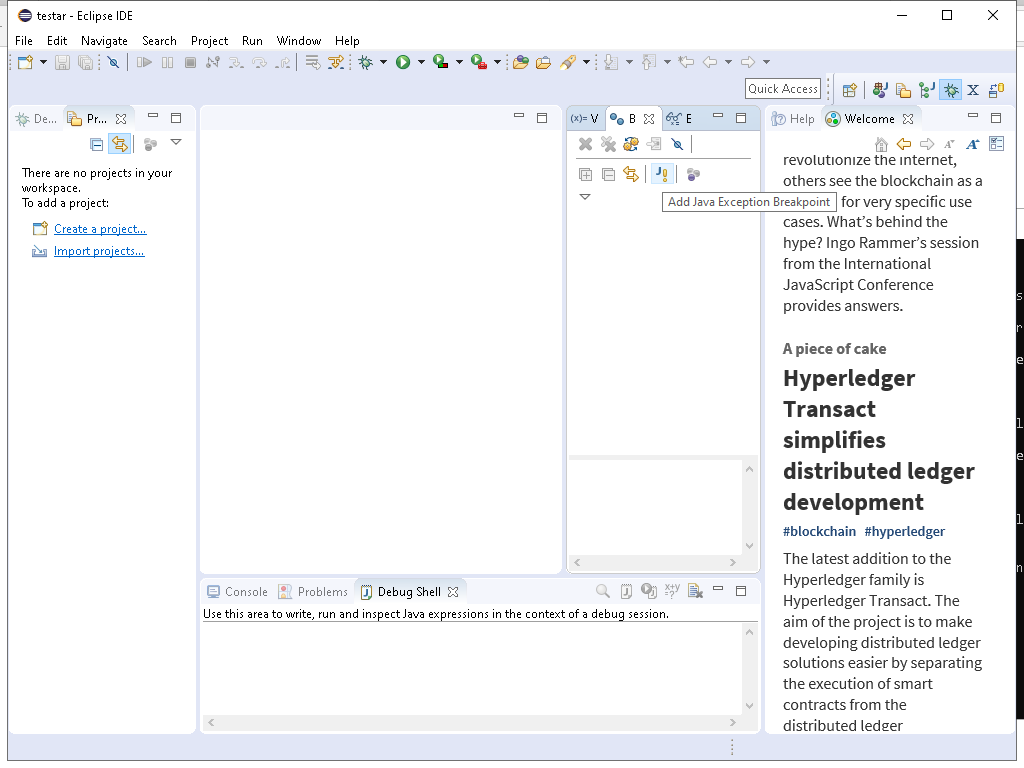 testar - Eclipse IDE
File Edit Navigate Search Project Run Window Help
Quick Access
De... Pr...
There are no projects in your
workspace.
To add a project:
Create a project...
Import projects...
(x)= V B E
Add Java Exception Breakpoint
Help Welcome
revolutionize the internet,
others see the blockchain as a
for very specific use
cases. What's behind the
hype? Ingo Rammer's session
from the International
JavaScript Conference
provides answers.
A piece of cake
Hyperledger
Transact
simplifies
distributed ledger
development
#blockchain #hyperledger
The latest addition to the
Hyperledger family is
Hyperledger Transact. The
aim of the project is to make
developing distributed ledger
solutions easier by separating
the execution of smart
contracts from the
distributed ledger
Console Problems Debug Shell
Use this area to write, run and inspect Java expressions in the context of a debug session.